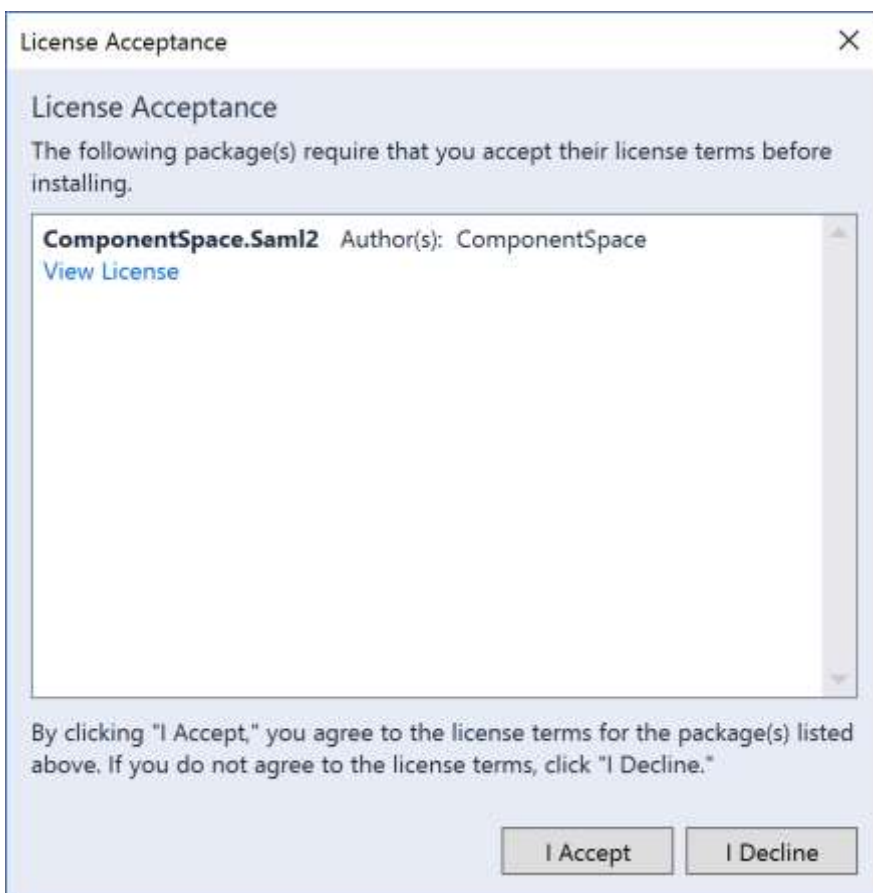 License Acceptance
License Acceptance
The following package(s) require that you accept their license terms before
installing.
ComponentSpace.Saml2 Author(s): ComponentSpace
View License
By clicking "I Accept," you agree to the license terms for the package(s) listed
above. If you do not agree to the license terms, click "I Decline."
I Accept I Decline